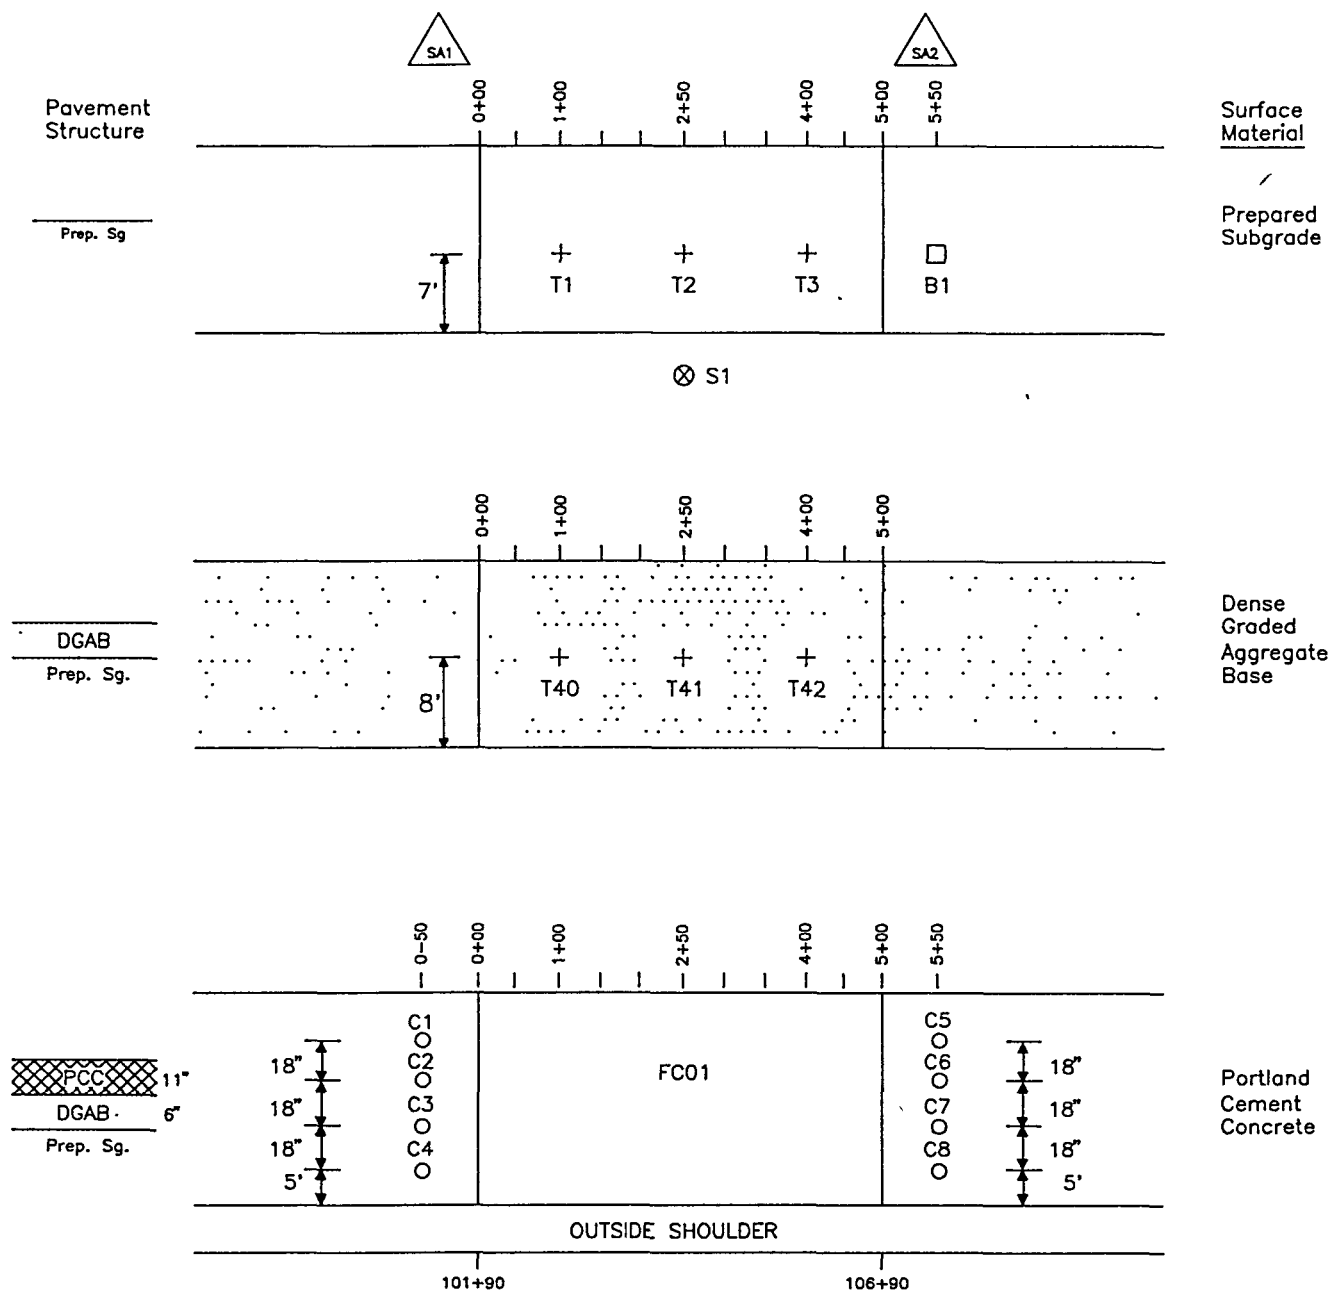 SA1
SA2
0+00
1+00
2+50
4+00
5+00
5+50
Pavement
Structure
Surface
Material
Prep. Sg
Prepared
Subgrade
7'
T1
T2
T3
B1
S1
0+00
1+00
2+50
4+00
5+00
DGAB
Prep. Sg.
Dense
Graded
Aggregate
Base
8'
T40
T41
T42
0-50
0+00
1+00
2+50
4+00
5+00
5+50
PCC
11"
DGAB
6"
Prep. Sg.
18"
18"
18"
5'
C1
C2
C3
C4
FC01
C5
C6
C7
C8
18"
18"
18"
5'
Portland
Cement
Concrete
OUTSIDE SHOULDER
101+90
106+90